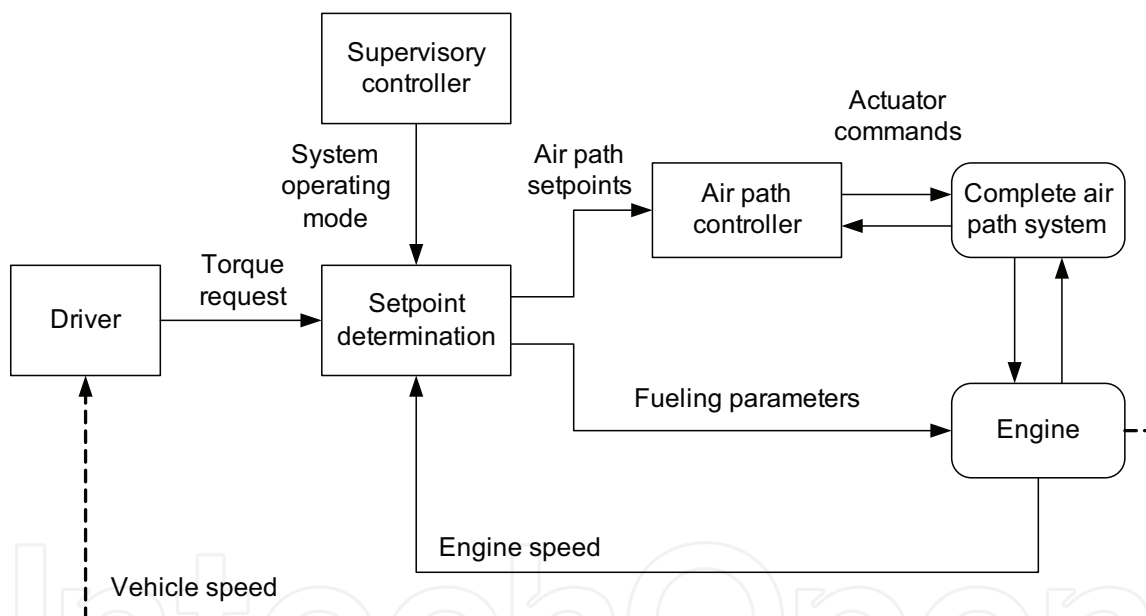 Supervisory
controller
Actuator
commands
System
operating
mode
Air path
setpoints
Air path
controller
Complete air
path system
Torque
request
Driver
Setpoint
determination
Fueling parameters
Engine
Engine speed
Vehicle speed
IntechOpen